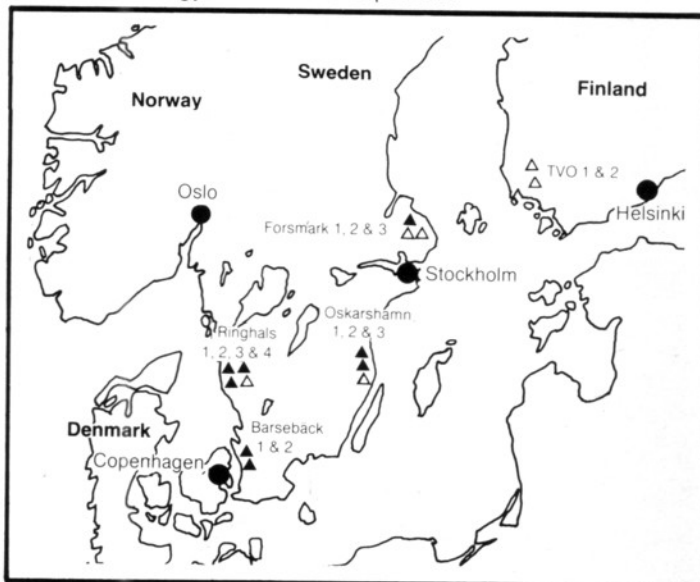 Sweden
Norway
Finland
Oslo
TVO 1 & 2
Helsinki
Forsmark 1, 2 & 3
Stockholm
Ringhals
1, 2, 3 & 4
Oskarshamn
1, 2 & 3
Denmark
Barsebäck
1 & 2
Copenhagen